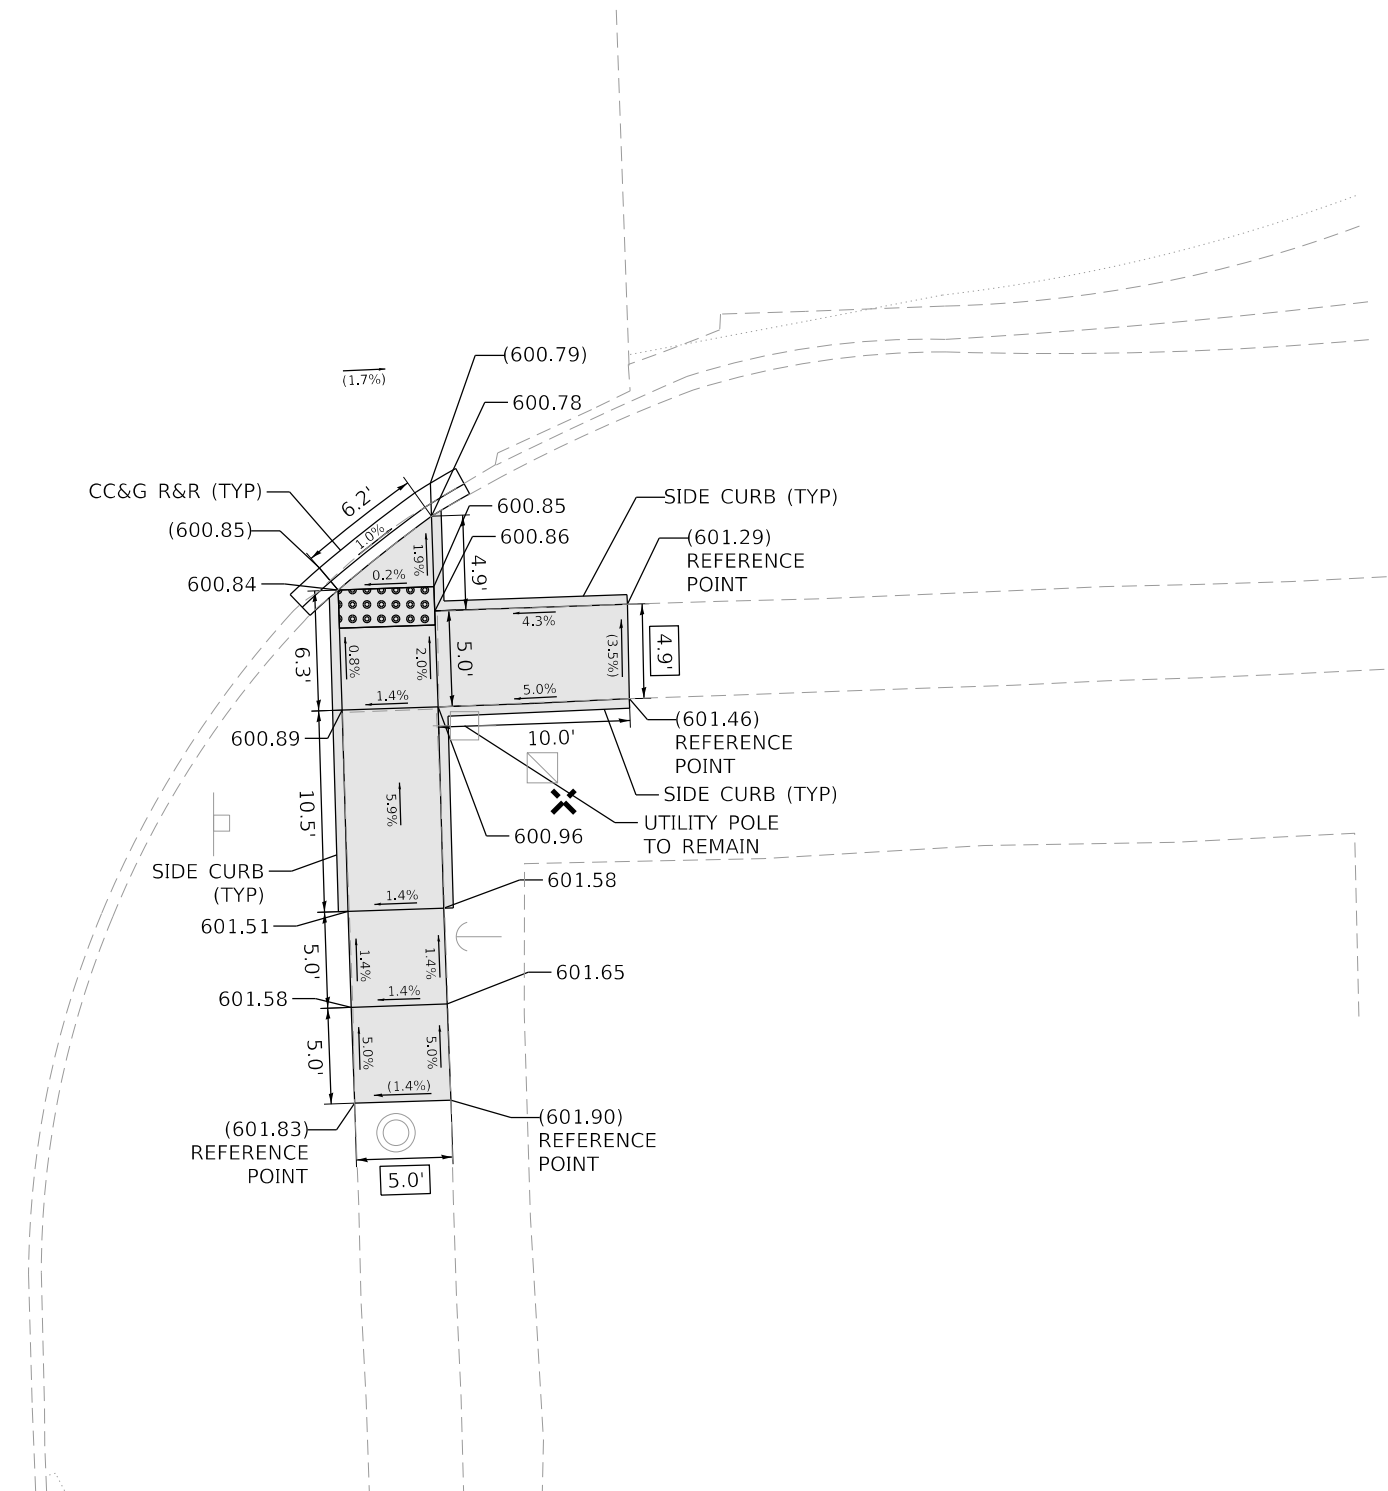 (600.79)
(1.7%)
600.78
CC&G R&R (TYP)
6.2'
SIDE CURB (TYP)
600.85
(600.85)
1.0%
600.86
(601.29)
REFERENCE
POINT
1.9%
4.9'
0.2%
600.84
4.3%
(3.5%)
4.9'
6.3'
0.8%
2.0%
5.0'
5.0%
1.4%
(601.46)
REFERENCE
POINT
600.89
10.0'
SIDE CURB (TYP)
10.5'
5.9%
UTILITY POLE
TO REMAIN
600.96
SIDE CURB
(TYP)
601.58
1.4%
601.51
5.0'
1.4%
1.4%
601.65
1.4%
601.58
5.0'
5.0%
5.0%
(1.4%)
(601.83)
REFERENCE
POINT
(601.90)
REFERENCE
POINT
5.0'